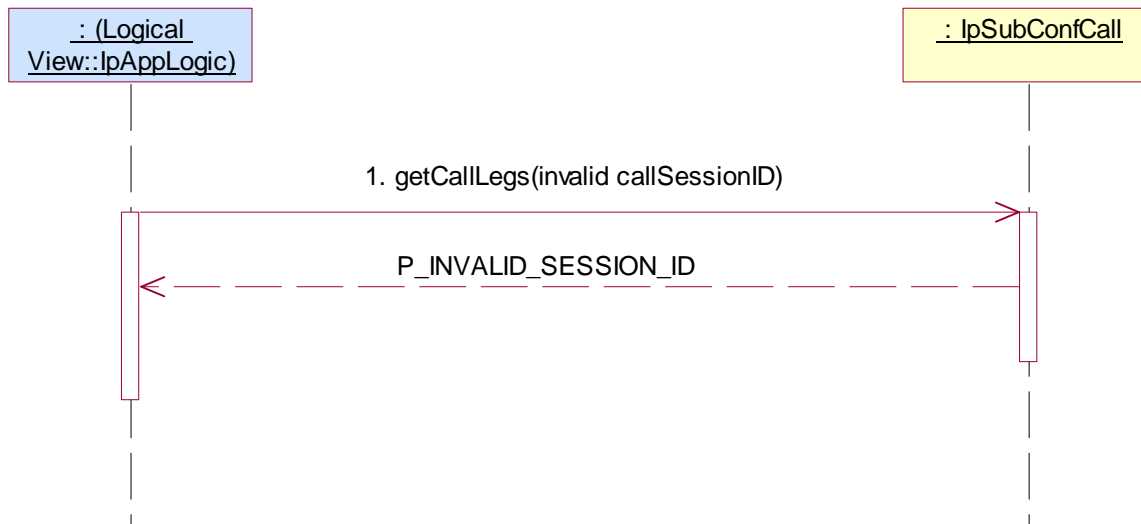 : (Logical
View::IpAppLogic)
: IpSubConfCall
1. getCallLegs(invalid callSessionID)
P_INVALID_SESSION_ID